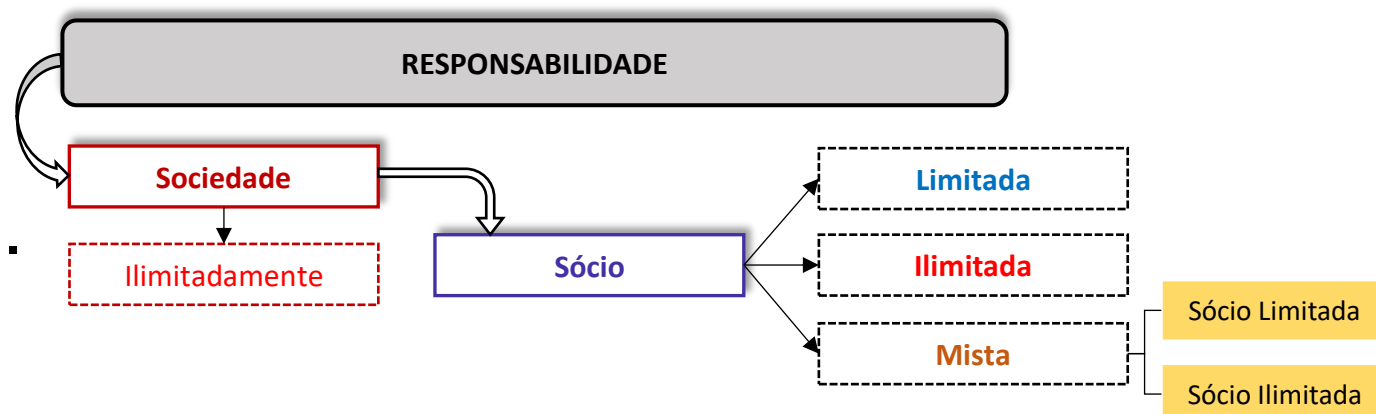 RESPONSABILIDADE
Sociedade
Ilimitadamente
Sócio
Limitada
Ilimitada
Mista
Sócio Limitada
Sócio Ilimitada